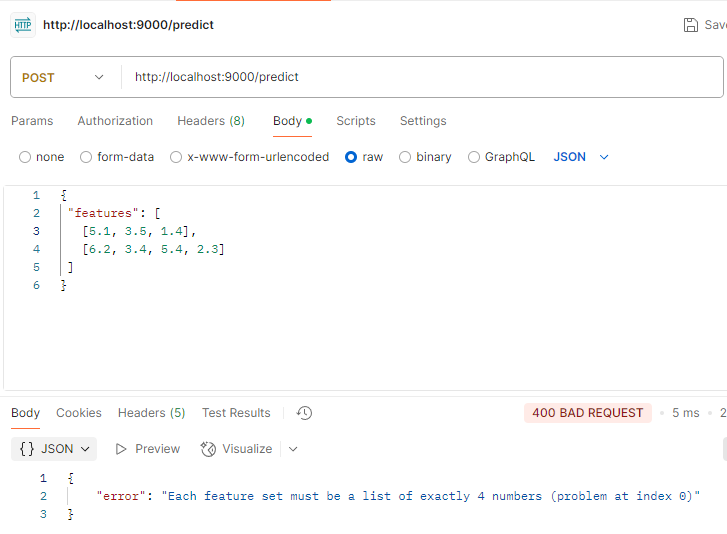 HTTP http://localhost:9000/predict Sav
POST http://localhost:9000/predict
Params Authorization Headers (8) Body Scripts Settings
none form-data x-www-form-urlencoded raw binary GraphQL JSON
1 {
2 "features": [
3 [5.1, 3.5, 1.4],
4 [6.2, 3.4, 5.4, 2.3]
5 ]
6 }
Body Cookies Headers (5) Test Results 400 BAD REQUEST 5 ms 2
{} JSON Preview Visualize
1 {
2 "error": "Each feature set must be a list of exactly 4 numbers (problem at index 0)"
3 }